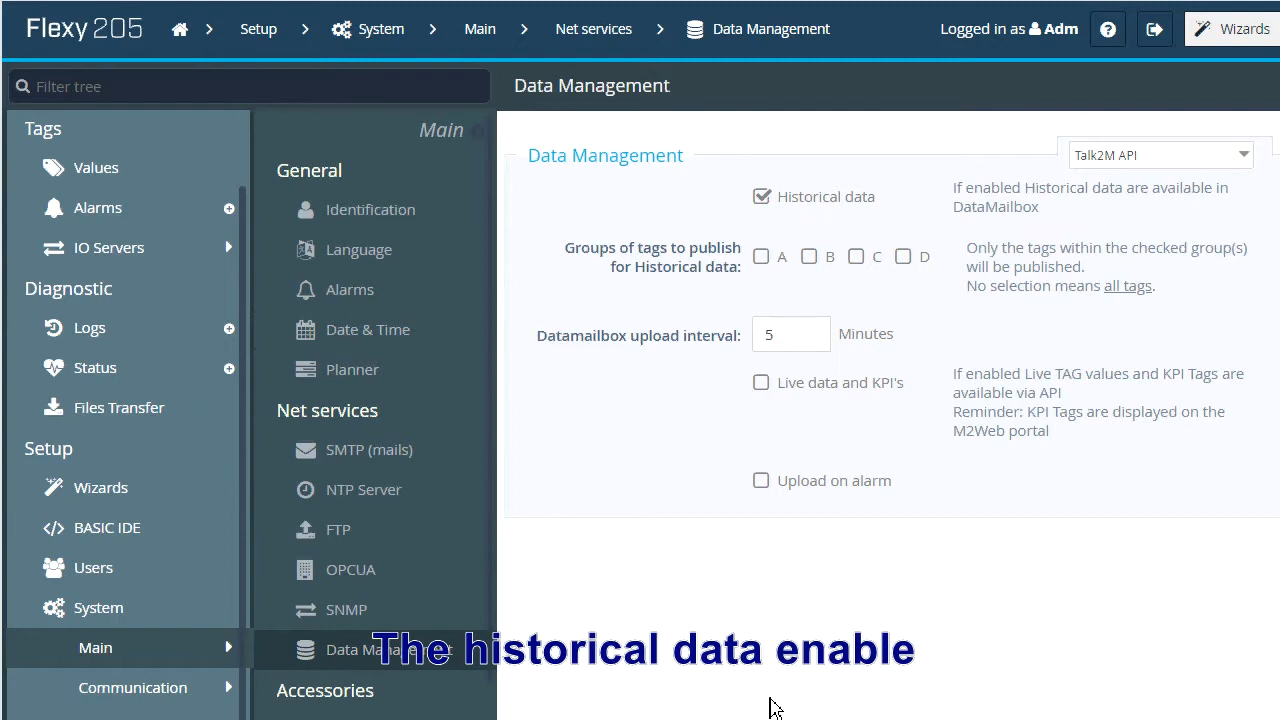 Flexy 205
Setup
System
Main
Net services
Data Management
Logged in as Adm
Wizards
Filter tree
Data Management
Tags
Values
Alarms
IO Servers
Diagnostic
Logs
Status
Files Transfer
Setup
Wizards
BASIC IDE
Users
System
Main
Communication
Main
General
Identification
Language
Alarms
Date & Time
Planner
Net services
SMTP (mails)
NTP Server
FTP
OPCUA
SNMP
Data
Accessories
Data Management
Talk2M API
Historical data
If enabled Historical data are available in
DataMailbox
Groups of tags to publish
for Historical data:
A B C D
Only the tags within the checked group(s)
will be published.
No selection means all tags.
Datamailbox upload interval:
5
Minutes
Live data and KPI's
If enabled Live TAG values and KPI Tags are
available via API
Reminder: KPI Tags are displayed on the
M2Web portal
Upload on alarm
The historical data enable